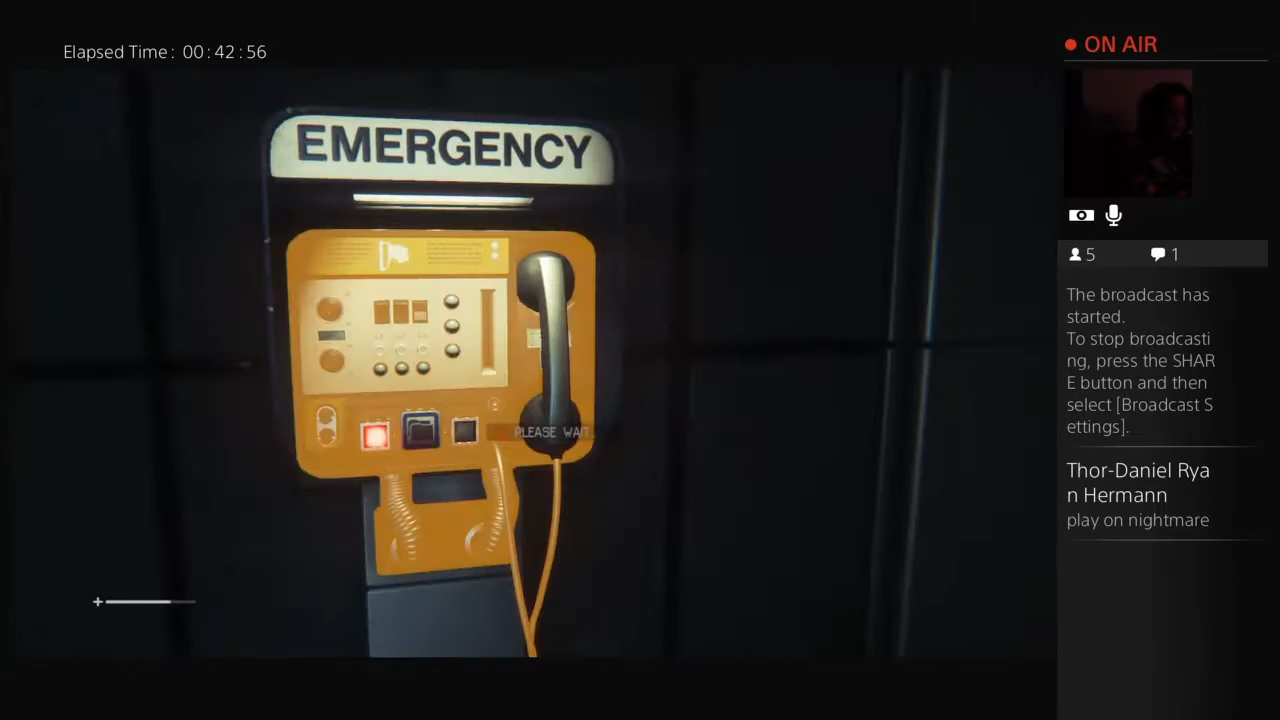 Elapsed Time: 00:42:56
ON AIR
EMERGENCY
PLEASE WAIT
5 1
The broadcast has
started.
To stop broadcasti
ng, press the SHAR
E button and then
select [Broadcast S
ettings].
Thor-Daniel Rya
n Hermann
play on nightmare